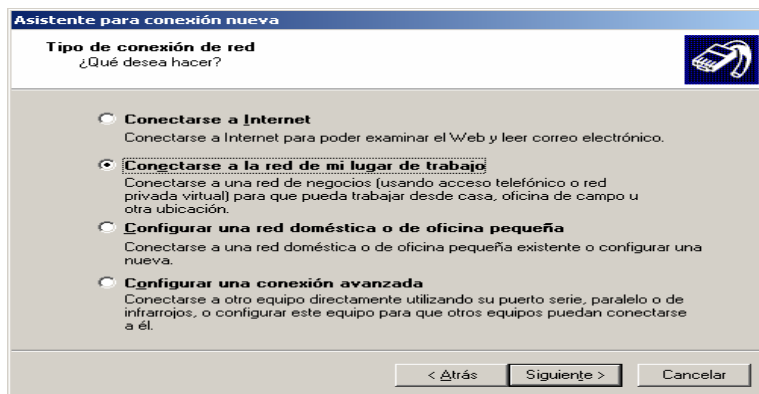 Asistente para conexión nueva
Tipo de conexión de red
¿Qué desea hacer?
Conectarse a Internet
Conectarse a Internet para poder examinar el Web y leer correo electrónico.
Conectarse a la red de mi lugar de trabajo
Conectarse a una red de negocios (usando acceso telefónico o red
privada virtual) para que pueda trabajar desde casa, oficina de campo u
otra ubicación.
Configurar una red doméstica o de oficina pequeña
Conectarse a una red doméstica o de oficina pequeña existente o configurar una
nueva.
Configurar una conexión avanzada
Conectarse a otro equipo directamente utilizando su puerto serie, paralelo o de
infrarrojos, o configurar este equipo para que otros equipos puedan conectarse
a él.
< Atrás
Siguiente >
Cancelar